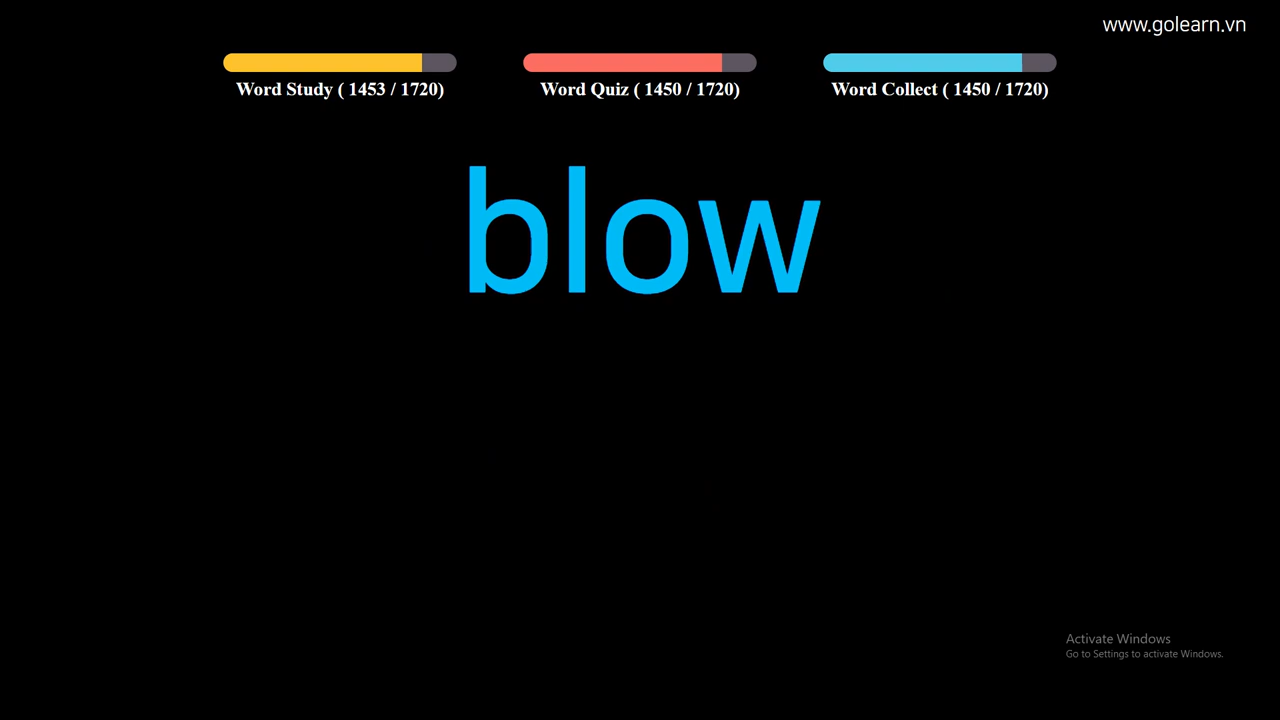 www.golearn.vn
Word Study ( 1453 / 1720)
Word Quiz ( 1450 / 1720)
Word Collect ( 1450 / 1720)
blow
Activate Windows
Go to Settings to activate Windows.